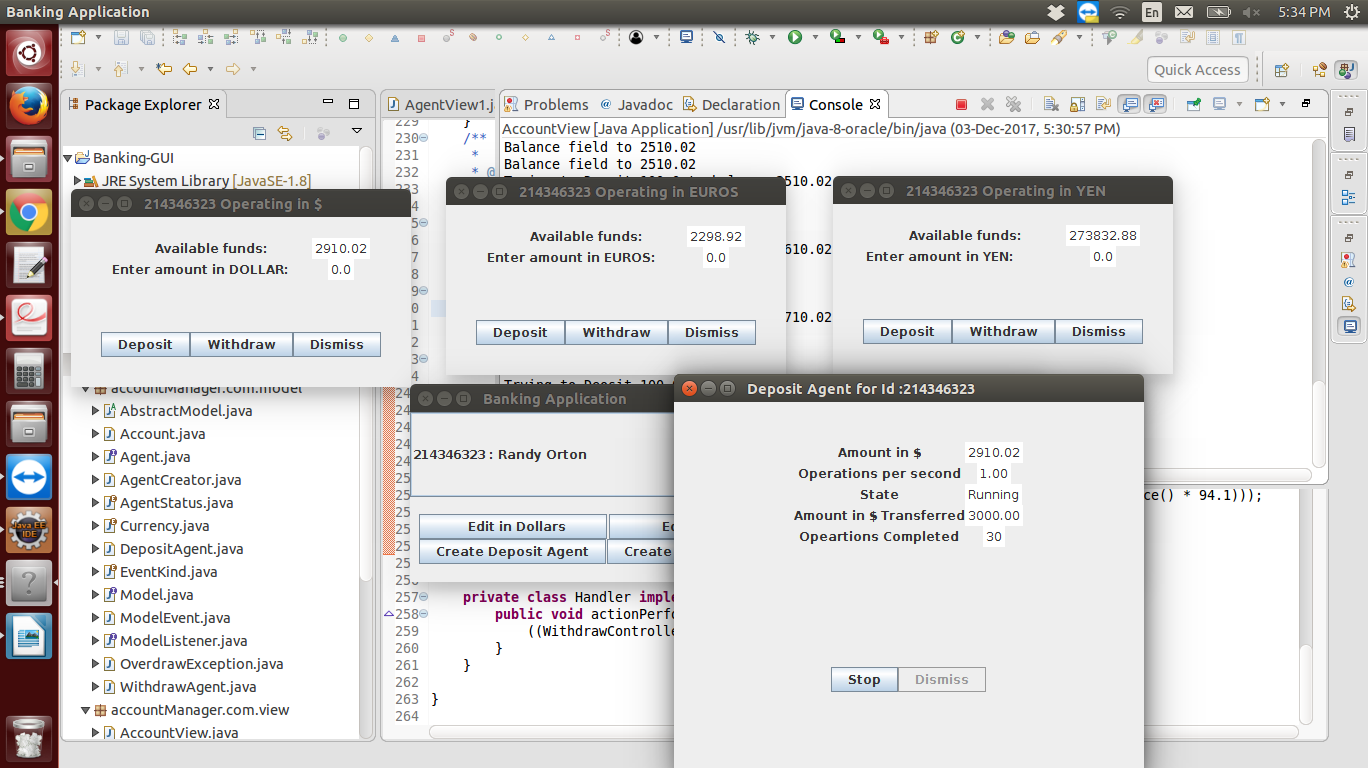 Banking Application
En
5:34 PM
Quick Access
Package Explorer
Banking-GUI
JRE System Library [JavaSE-1.8]
accountManager.com.model
AbstractModel.java
Account.java
Agent.java
AgentCreator.java
AgentStatus.java
Currency.java
DepositAgent.java
EventKind.java
Model.java
ModelEvent.java
ModelListener.java
OverdrawException.java
WithdrawAgent.java
accountManager.com.view
AccountView.java
AgentView1.j
Problems
Javadoc
Declaration
Console
AccountView [Java Application] /usr/lib/jvm/java-8-oracle/bin/java (03-Dec-2017, 5:30:57 PM)
Balance field to 2510.02
Balance field to 2510.02
2510.02
610.02
710.02
229 }
230 /**
231 *
232 * @
214346323 Operating in $
Available funds: 2910.02
Enter amount in DOLLAR: 0.0
Deposit Withdraw Dismiss
214346323 Operating in EUROS
Available funds: 2298.92
Enter amount in EUROS: 0.0
Deposit Withdraw Dismiss
214346323 Operating in YEN
Available funds: 273832.88
Enter amount in YEN: 0.0
Deposit Withdraw Dismiss
Banking Application
214346323 : Randy Orton
Edit in Dollars
Create Deposit Agent Create
Deposit Agent for Id :214346323
Amount in $ 2910.02
Operations per second 1.00
State Running
Amount in $ Transferred 3000.00
Opeartions Completed 30
Stop Dismiss
ce() * 94.1)));
257 private class Handler imple
258 public void actionPerfo
259 ((WithdrawControlle
260 }
261 }
262
263 }
264